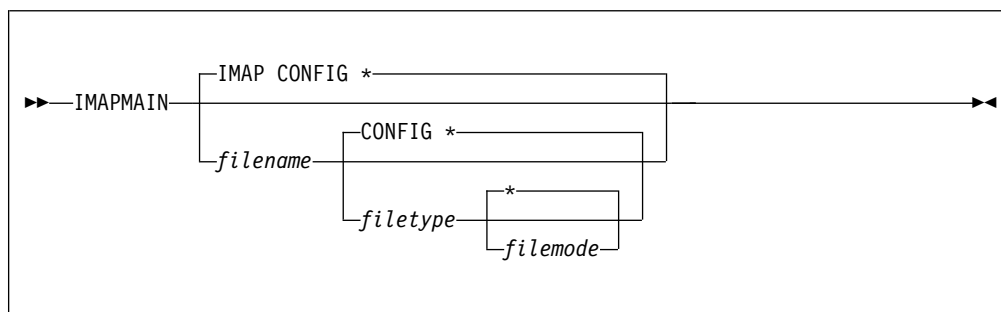 IMAP CONFIG *
IMAPMAIN
CONFIG *
filename
*
filetype
filemode